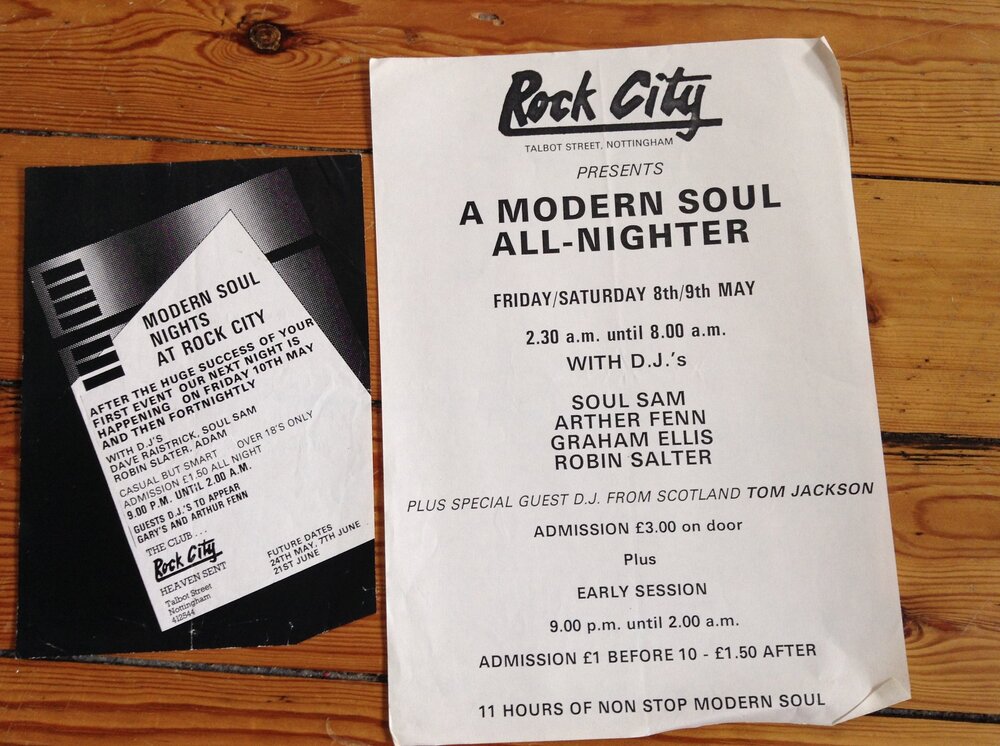 MODERN SOUL
NIGHTS
AT ROCK CITY
AFTER THE HUGE SUCCESS OF YOUR
FIRST EVENT OUR NEXT NIGHT IS
HAPPENING ON FRIDAY 10TH MAY
AND THEN FORTNIGHTLY
WITH D.J'S
DAVE RAISTRICK, SOUL SAM
ROBIN SLATER, ADAM
CASUAL BUT SMART OVER 18'S ONLY
ADMISSION £1.50 ALL NIGHT
9.00 P.M. UNTIL 2.00 A.M.
GUESTS D.J.'S TO APPEAR
GARY'S AND ARTHUR FENN
THE CLUB . . .
Rock City
HEAVEN SENT
Talbot Street
Nottingham
412544
FUTURE DATES
24TH MAY, 7TH JUNE
21ST JUNE
Rock City
TALBOT STREET, NOTTINGHAM
PRESENTS
A MODERN SOUL
ALL-NIGHTER
FRIDAY/SATURDAY 8th/9th MAY
2.30 a.m. until 8.00 a.m.
WITH D.J.'s
SOUL SAM
ARTHER FENN
GRAHAM ELLIS
ROBIN SALTER
PLUS SPECIAL GUEST D.J. FROM SCOTLAND TOM JACKSON
ADMISSION £3.00 on door
Plus
EARLY SESSION
9.00 p.m. until 2.00 a.m.
ADMISSION £1 BEFORE 10 - £1.50 AFTER
11 HOURS OF NON STOP MODERN SOUL